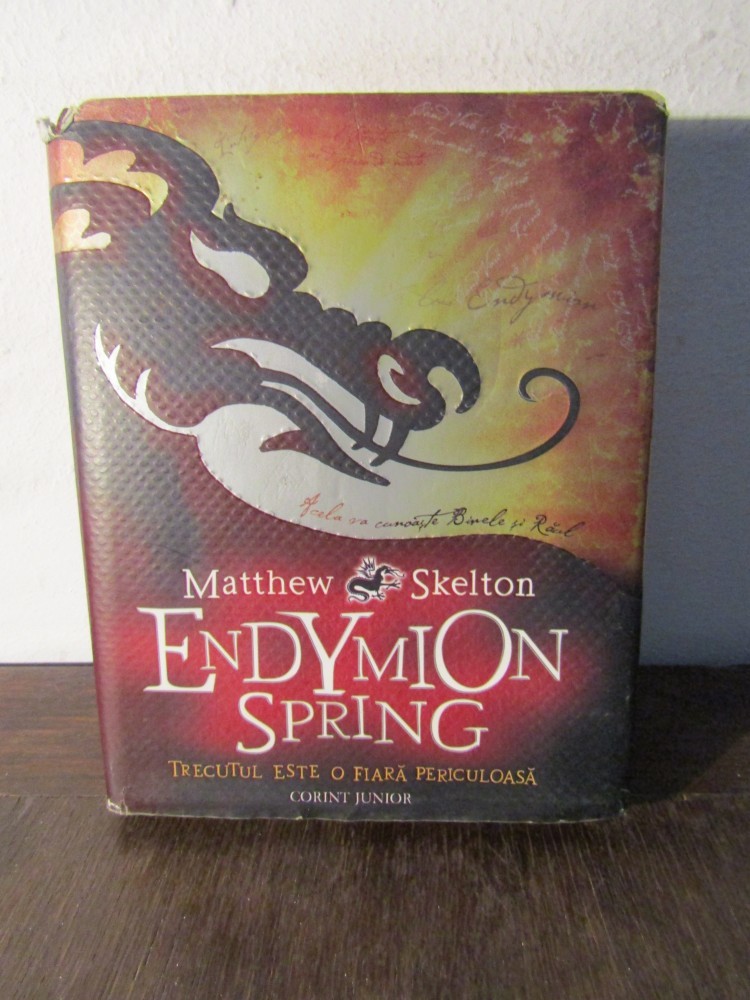 Endymion
Acela va cunoaște Binele și Răul
Matthew Skelton
ENDYMION
SPRING
TRECUTUL ESTE O FIARĂ PERICULOASĂ
CORINT JUNIOR